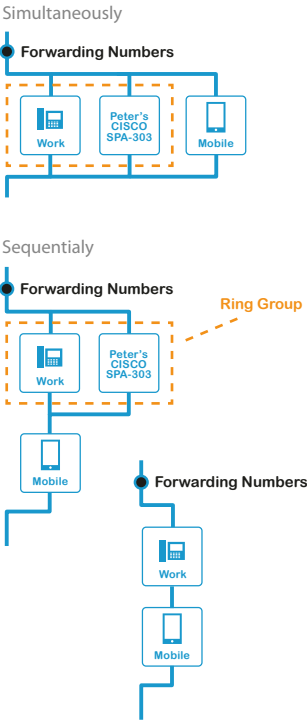 Simultaneously
Forwarding Numbers
Work
Peter's
CISCO
SPA-303
Mobile
Sequentialy
Forwarding Numbers
Ring Group
Work
Peter's
CISCO
SPA-303
Mobile
Forwarding Numbers
Work
Mobile